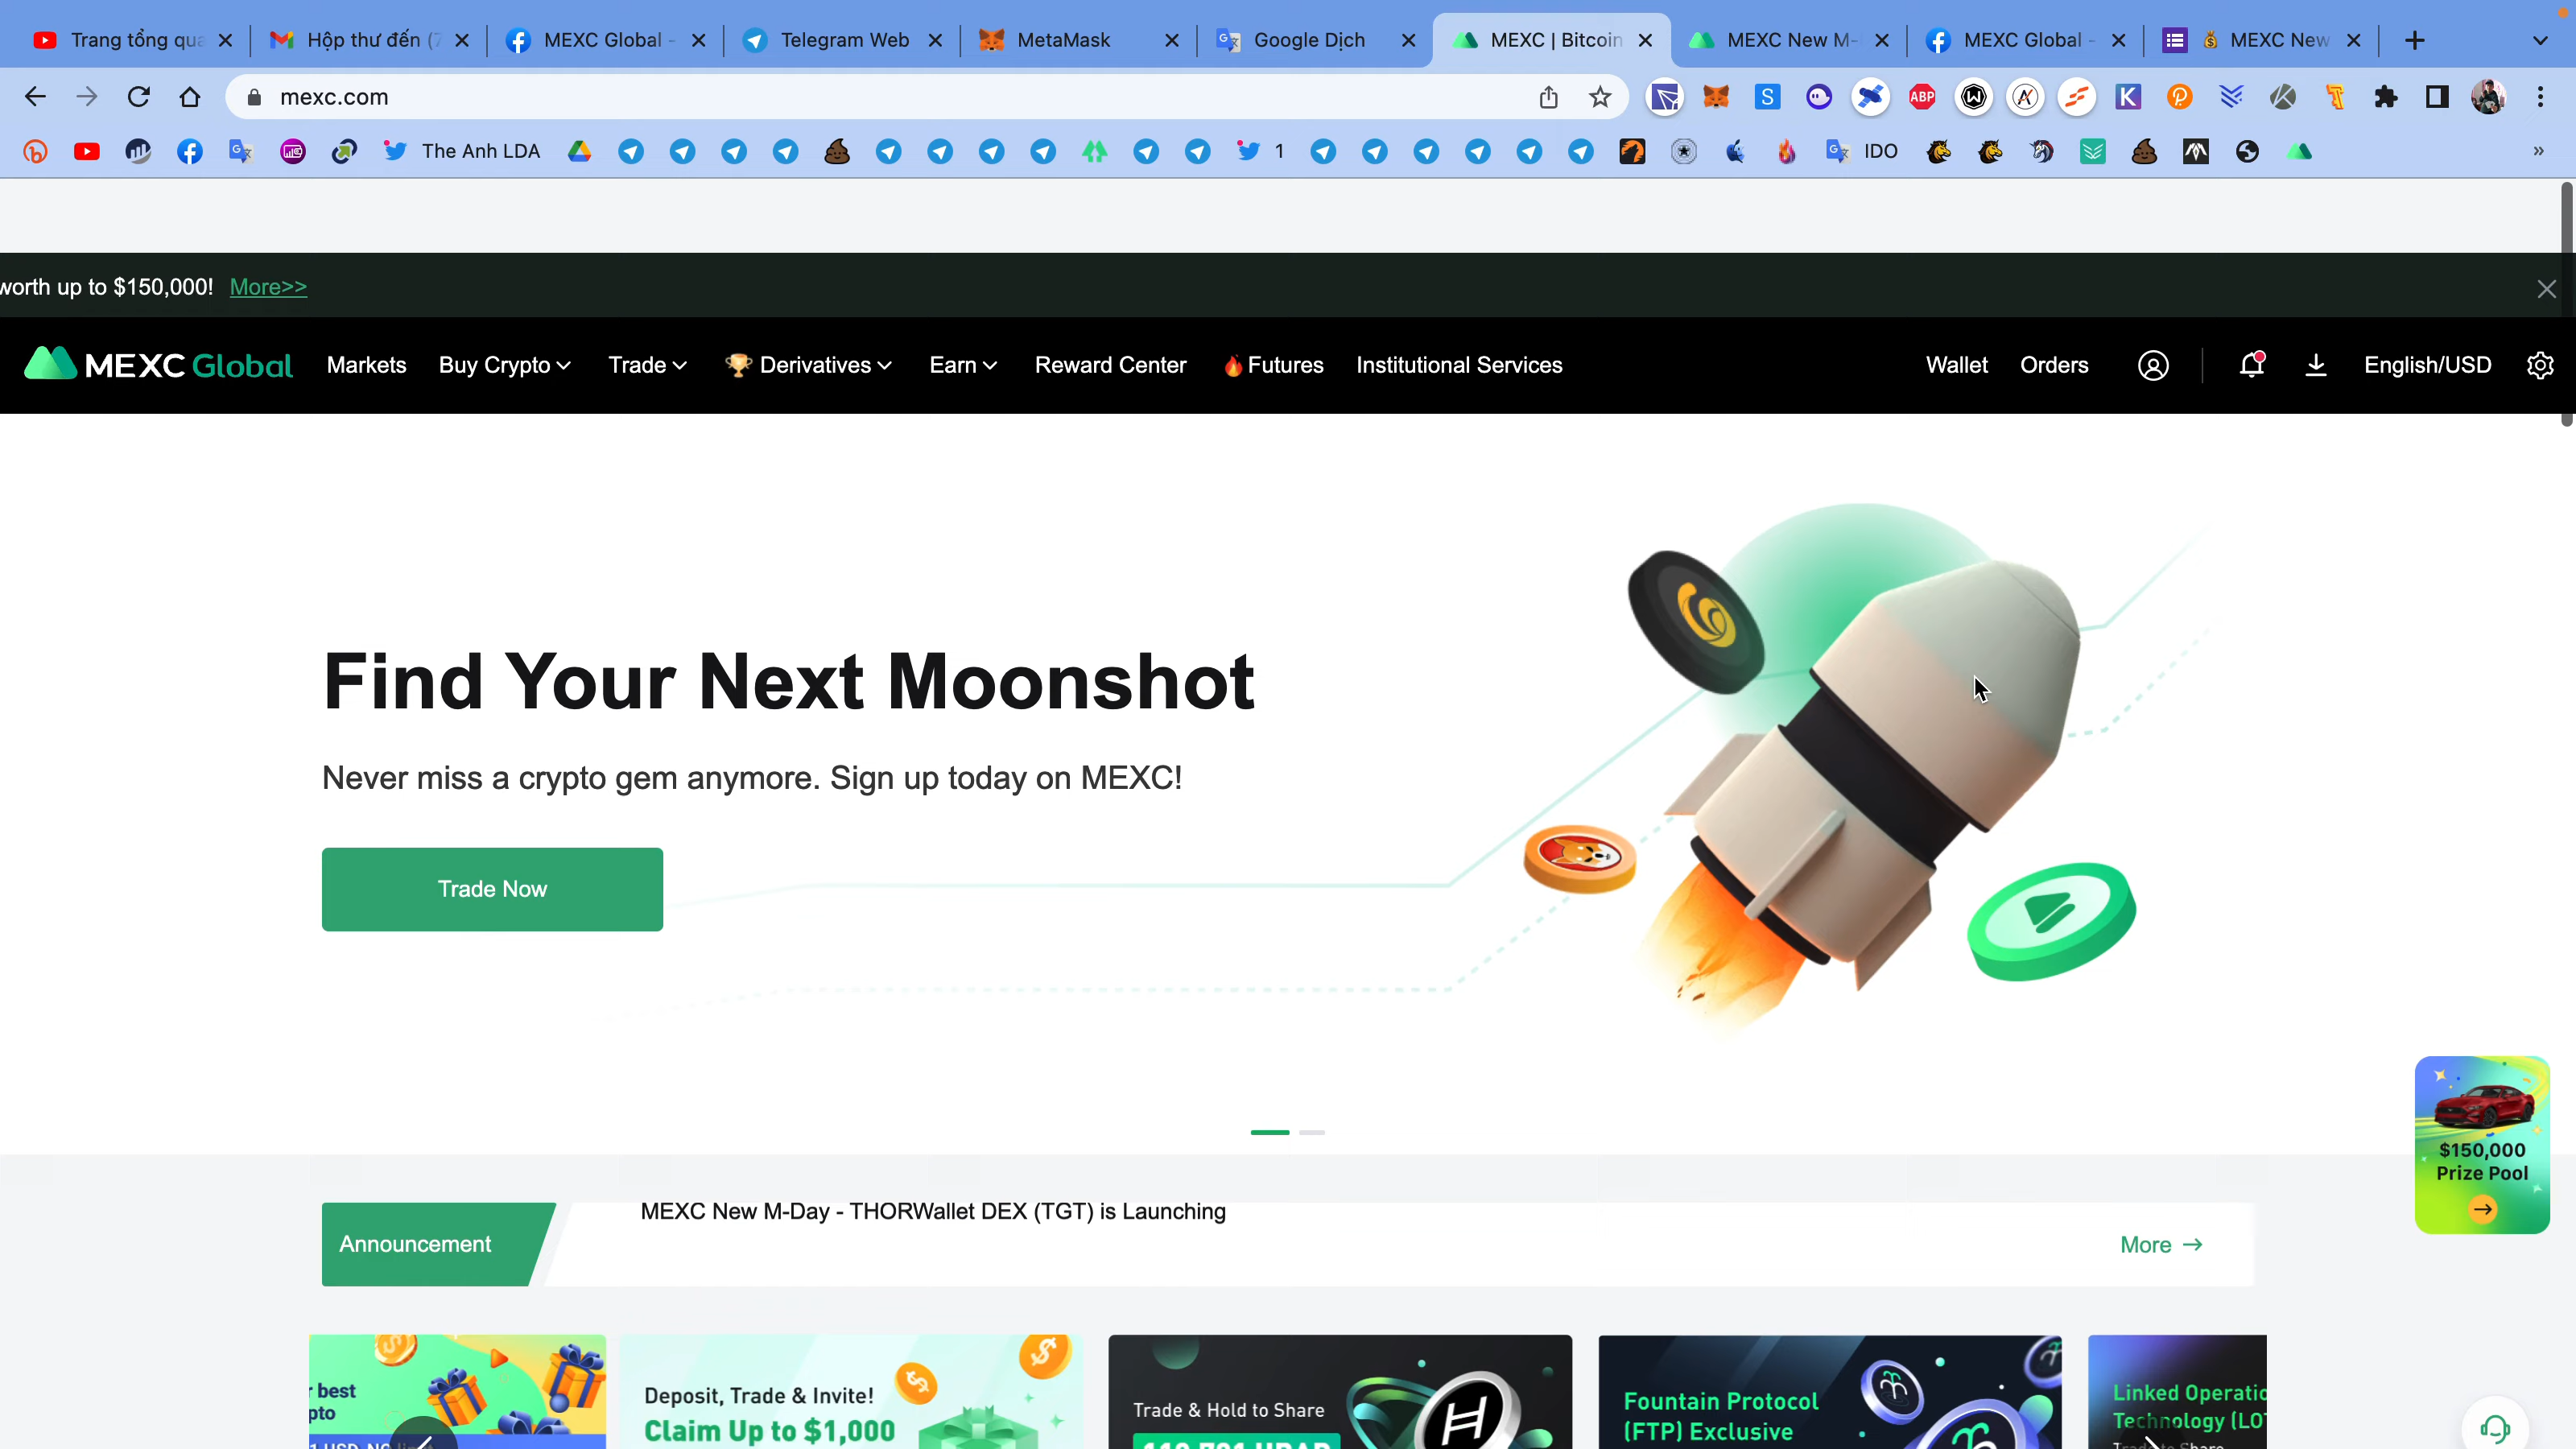 Trang tổng qua
Hộp thư đến (7
MEXC Global -
Telegram Web
MetaMask
Google Dịch
MEXC | Bitcoin
MEXC New M-
MEXC Global -
MEXC New
mexc.com
ABP
The Anh LDA
1
IDO
worth up to $150,000! More>>
MEXC Global
Markets
Buy Crypto
Trade
Derivatives
Earn
Reward Center
Futures
Institutional Services
Wallet
Orders
English/USD
Find Your Next Moonshot
Never miss a crypto gem anymore. Sign up today on MEXC!
Trade Now
$150,000
Prize Pool
Announcement
MEXC New M-Day - THORWallet DEX (TGT) is Launching
More
r best
pto
Deposit, Trade & Invite!
Claim Up to $1,000
Trade & Hold to Share
Fountain Protocol
(FTP) Exclusive
Linked Operatio
Technology (LOT